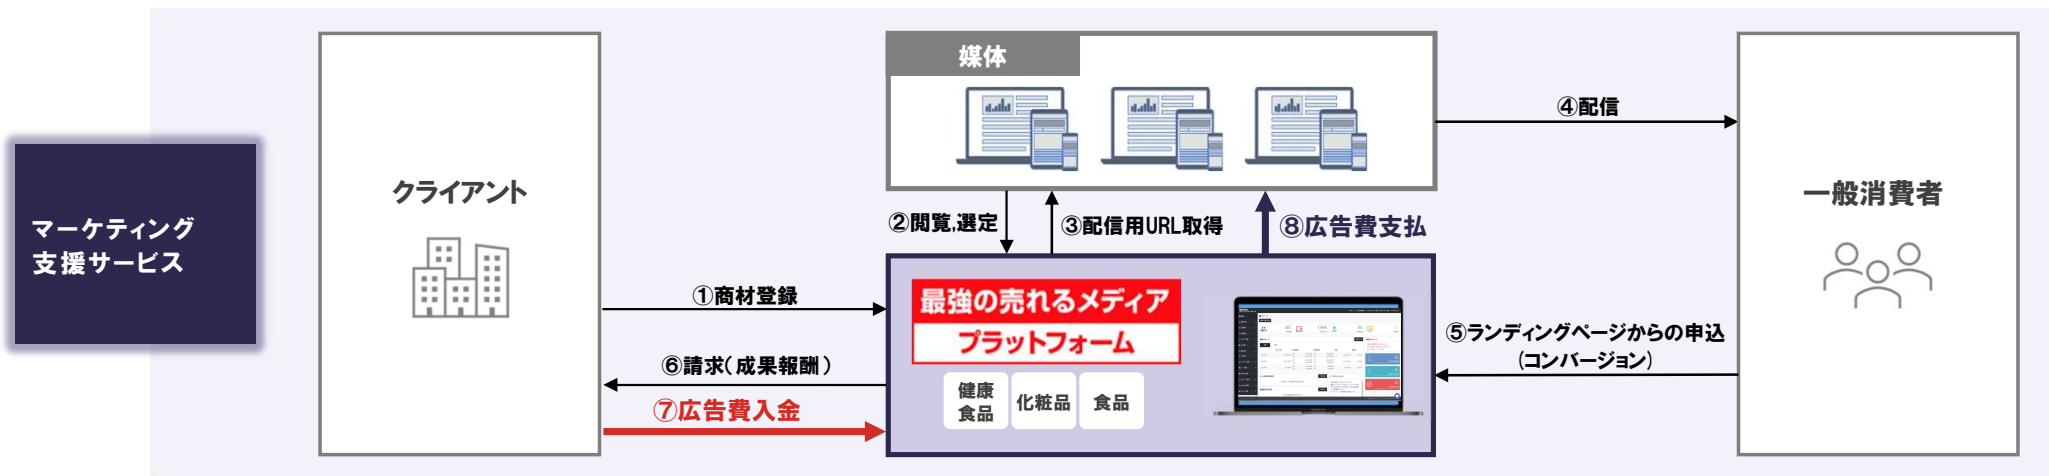 マーケティング
支援サービス
クライアント
媒体
④配信
一般消費者
②閲覧,選定
③配信用URL取得
⑧広告費支払
①商材登録
最強の売れるメディア
プラットフォーム
⑤ランディングページからの申込
(コンバージョン)
⑥請求(成果報酬)
⑦広告費入金
健康
食品
化粧品
食品